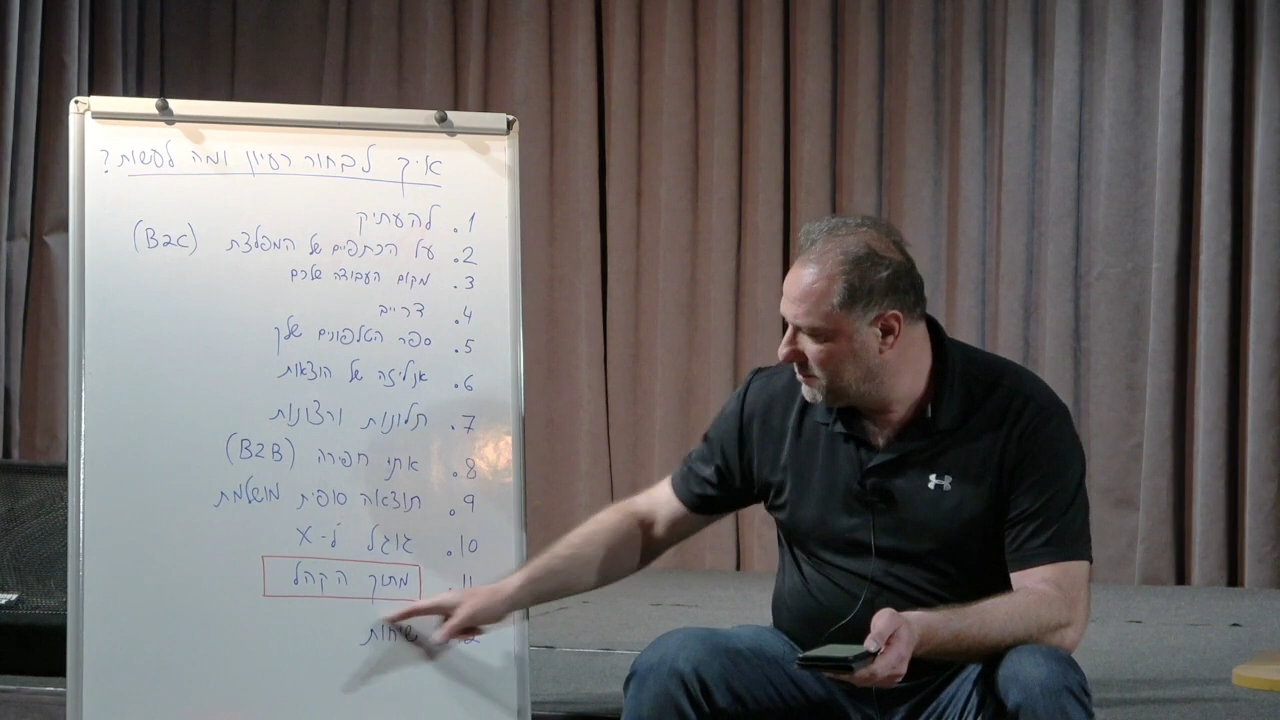 איך לבחור רעיון ומה לעשות?
1. להעתיק
2. על הכתפיים של המפלצת (B2C)
3. מקום העבודה שלכם
4. דרייב
5. ספר הטלפונים שלך
6. אנליזה של הוצאות
7. תלונות ורצונות
8. אתי חפירה (B2B)
9. תוצאה סופית מושלמת
10. גוגל ל-X
11. מתוך הקהל
שיחות